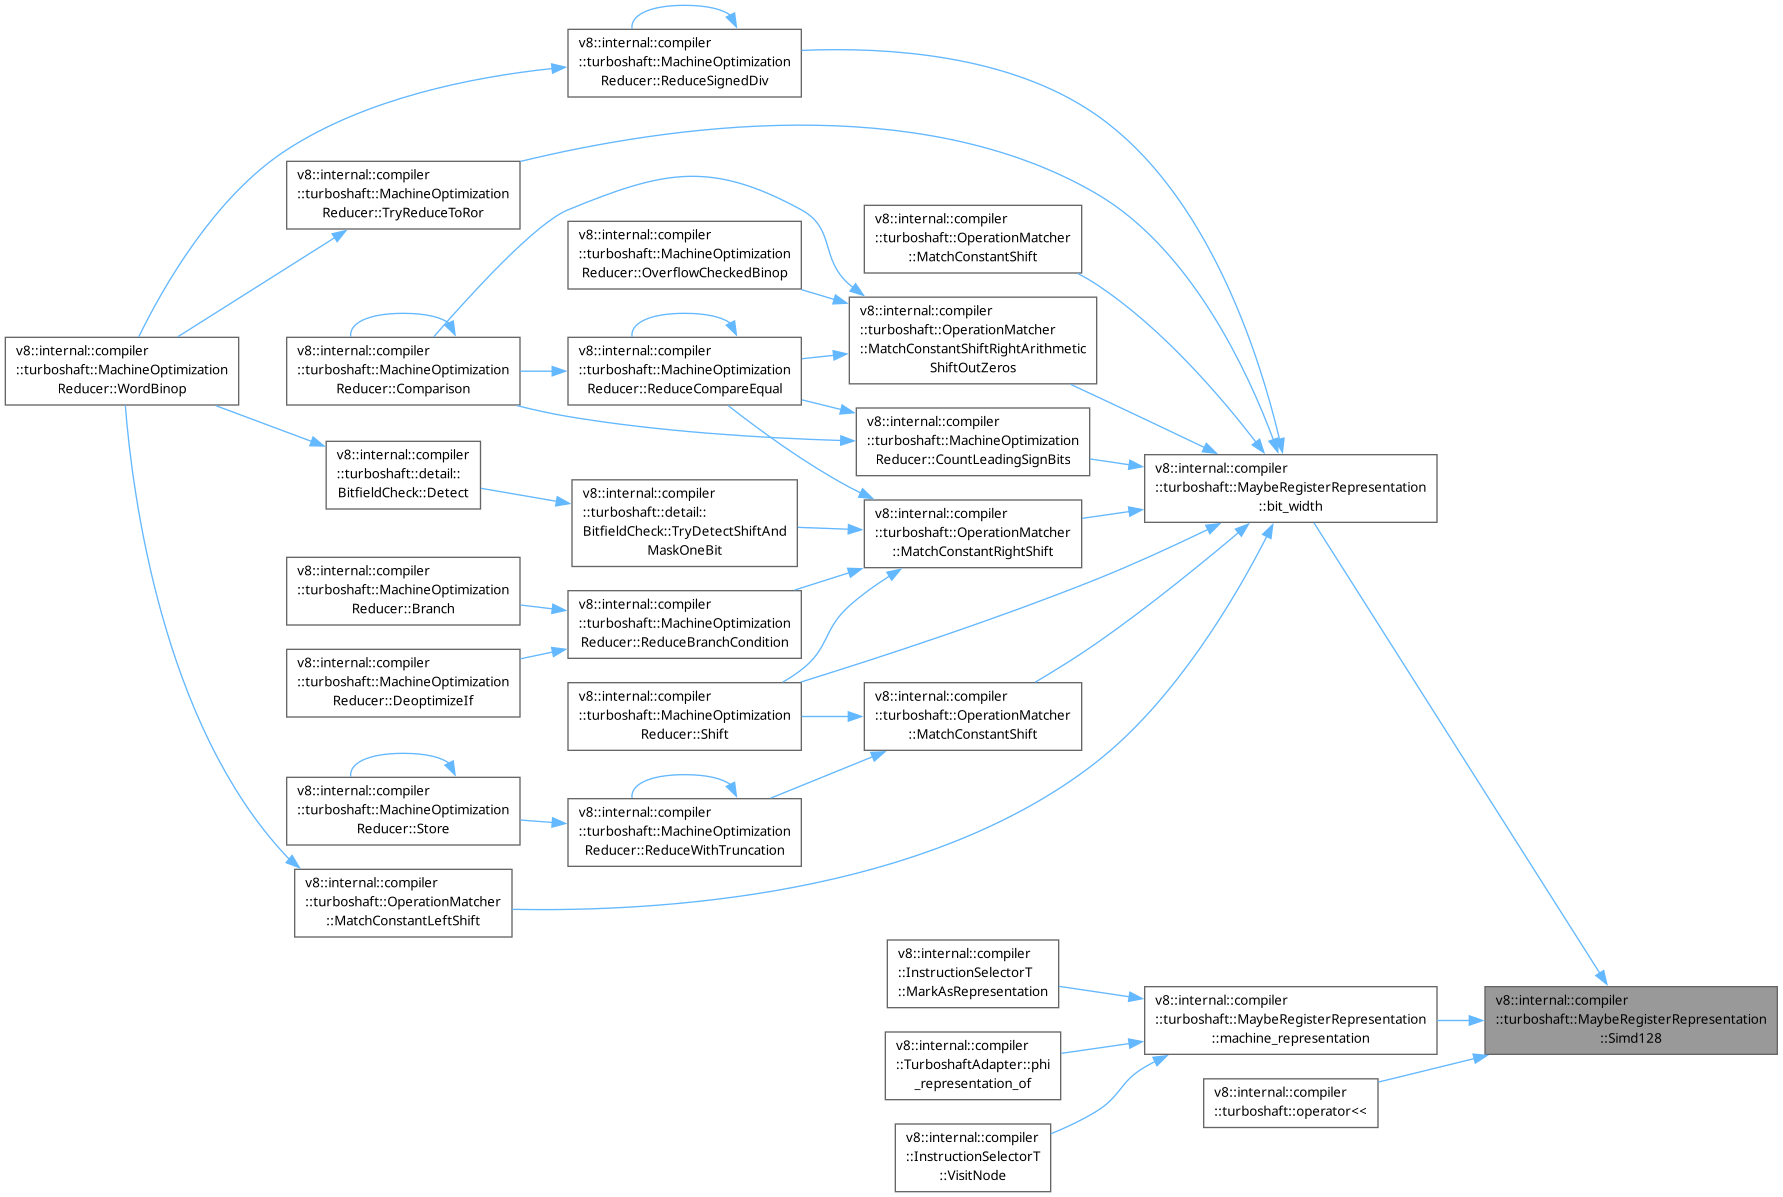 v8::internal::compiler
::turboshaft::MachineOptimization
Reducer::ReduceSignedDiv
v8::internal::compiler
::turboshaft::MachineOptimization
Reducer::TryReduceToRor
v8::internal::compiler
::turboshaft::OperationMatcher
::MatchConstantShift
v8::internal::compiler
::turboshaft::MachineOptimization
Reducer::OverflowCheckedBinop
v8::internal::compiler
::turboshaft::OperationMatcher
::MatchConstantShiftRightArithmetic
ShiftOutZeros
v8::internal::compiler
::turboshaft::MachineOptimization
Reducer::WordBinop
v8::internal::compiler
::turboshaft::MachineOptimization
Reducer::Comparison
v8::internal::compiler
::turboshaft::MachineOptimization
Reducer::ReduceCompareEqual
v8::internal::compiler
::turboshaft::MachineOptimization
Reducer::CountLeadingSignBits
v8::internal::compiler
::turboshaft::detail::
BitfieldCheck::Detect
v8::internal::compiler
::turboshaft::MaybeRegisterRepresentation
::bit_width
v8::internal::compiler
::turboshaft::detail::
BitfieldCheck::TryDetectShiftAnd
MaskOneBit
v8::internal::compiler
::turboshaft::OperationMatcher
::MatchConstantRightShift
v8::internal::compiler
::turboshaft::MachineOptimization
Reducer::Branch
v8::internal::compiler
::turboshaft::MachineOptimization
Reducer::ReduceBranchCondition
v8::internal::compiler
::turboshaft::MachineOptimization
Reducer::DeoptimizeIf
v8::internal::compiler
::turboshaft::MachineOptimization
Reducer::Shift
v8::internal::compiler
::turboshaft::OperationMatcher
::MatchConstantShift
v8::internal::compiler
::turboshaft::MachineOptimization
Reducer::Store
v8::internal::compiler
::turboshaft::MachineOptimization
Reducer::ReduceWithTruncation
v8::internal::compiler
::turboshaft::OperationMatcher
::MatchConstantLeftShift
v8::internal::compiler
::InstructionSelectorT
::MarkAsRepresentation
v8::internal::compiler
::turboshaft::MaybeRegisterRepresentation
::machine_representation
v8::internal::compiler
::turboshaft::MaybeRegisterRepresentation
::Simd128
v8::internal::compiler
::TurboshaftAdapter::phi
_representation_of
v8::internal::compiler
::turboshaft::operator<<
v8::internal::compiler
::InstructionSelectorT
::VisitNode